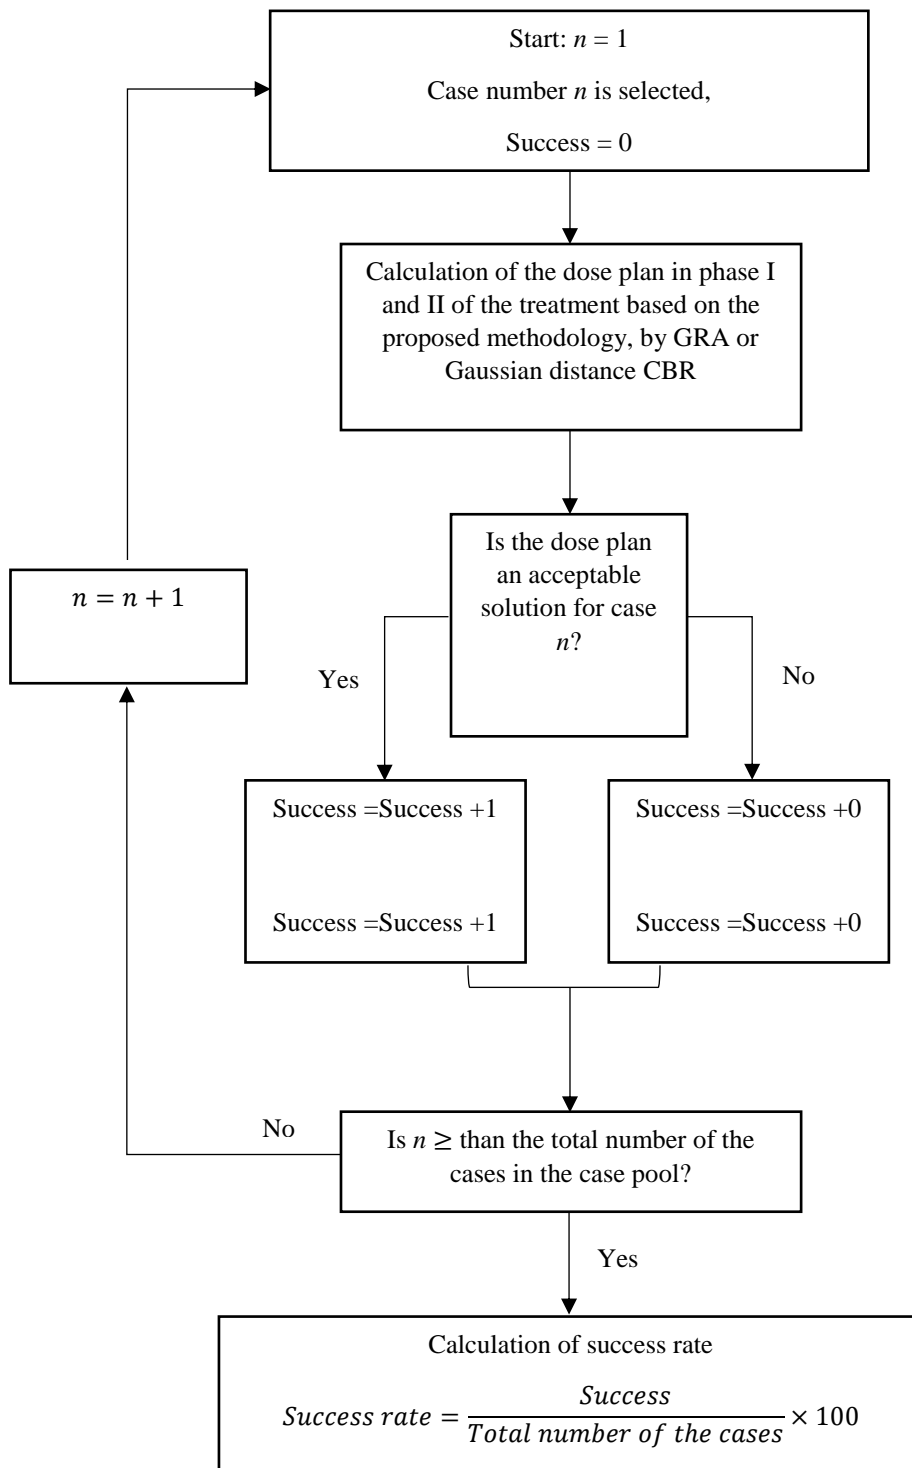 Start: n = 1
Case number n is selected,
Success = 0
Calculation of the dose plan in phase I
and II of the treatment based on the
proposed methodology, by GRA or
Gaussian distance CBR
Is the dose plan
an acceptable
solution for case
n?
n = n + 1
Yes
No
Success =Success +1
Success =Success +1
Success =Success +0
Success =Success +0
No
Is n ≥ than the total number of the
cases in the case pool?
Yes
Calculation of success rate
Success rate = Success / Total number of the cases × 100